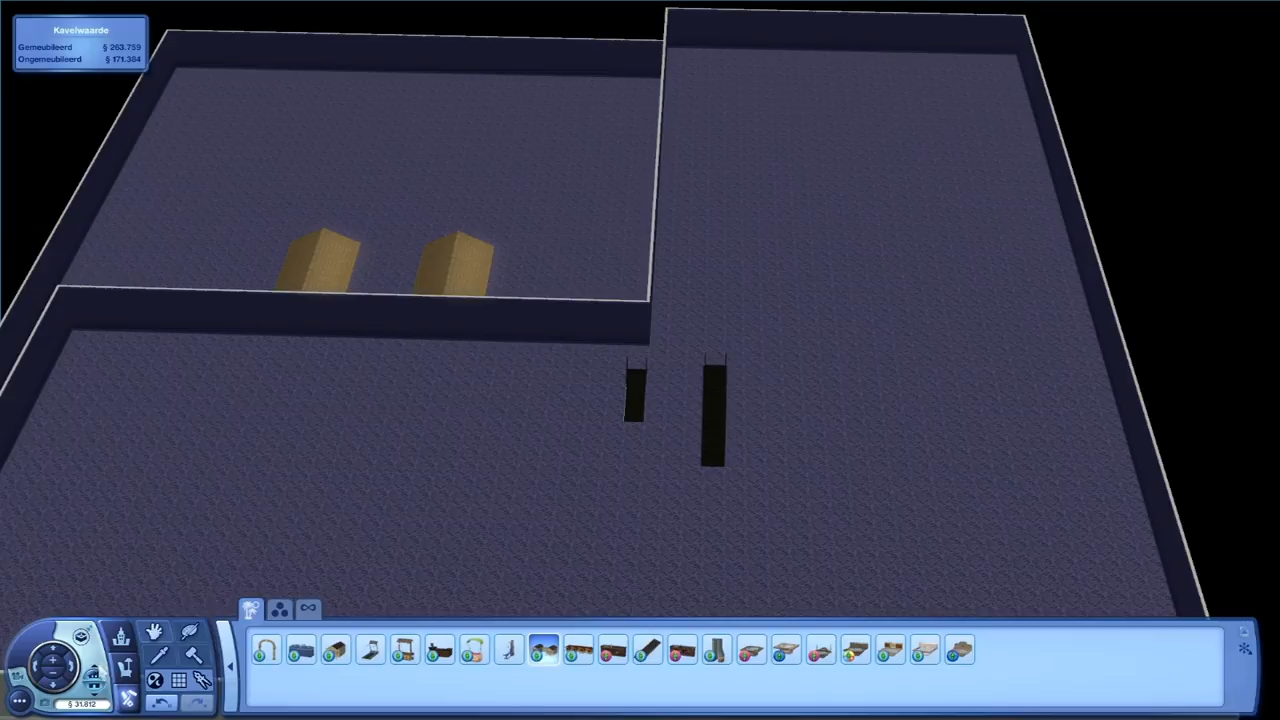 Kavelwaarde
Gemeubileerd § 263.759
Ongemeubileerd § 171.384
§ 31.812